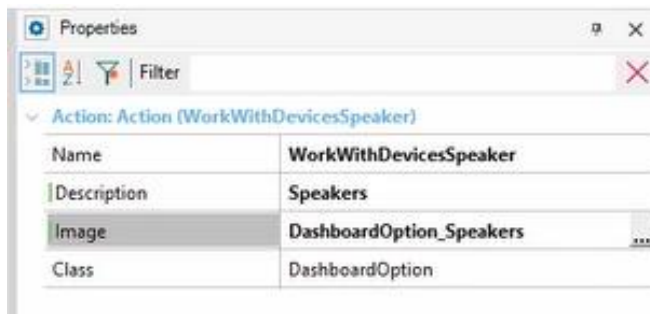 Properties
Filter
Action: Action (WorkWithDevicesSpeaker)
Name WorkWithDevicesSpeaker
Description Speakers
Image DashboardOption_Speakers ...
Class DashboardOption